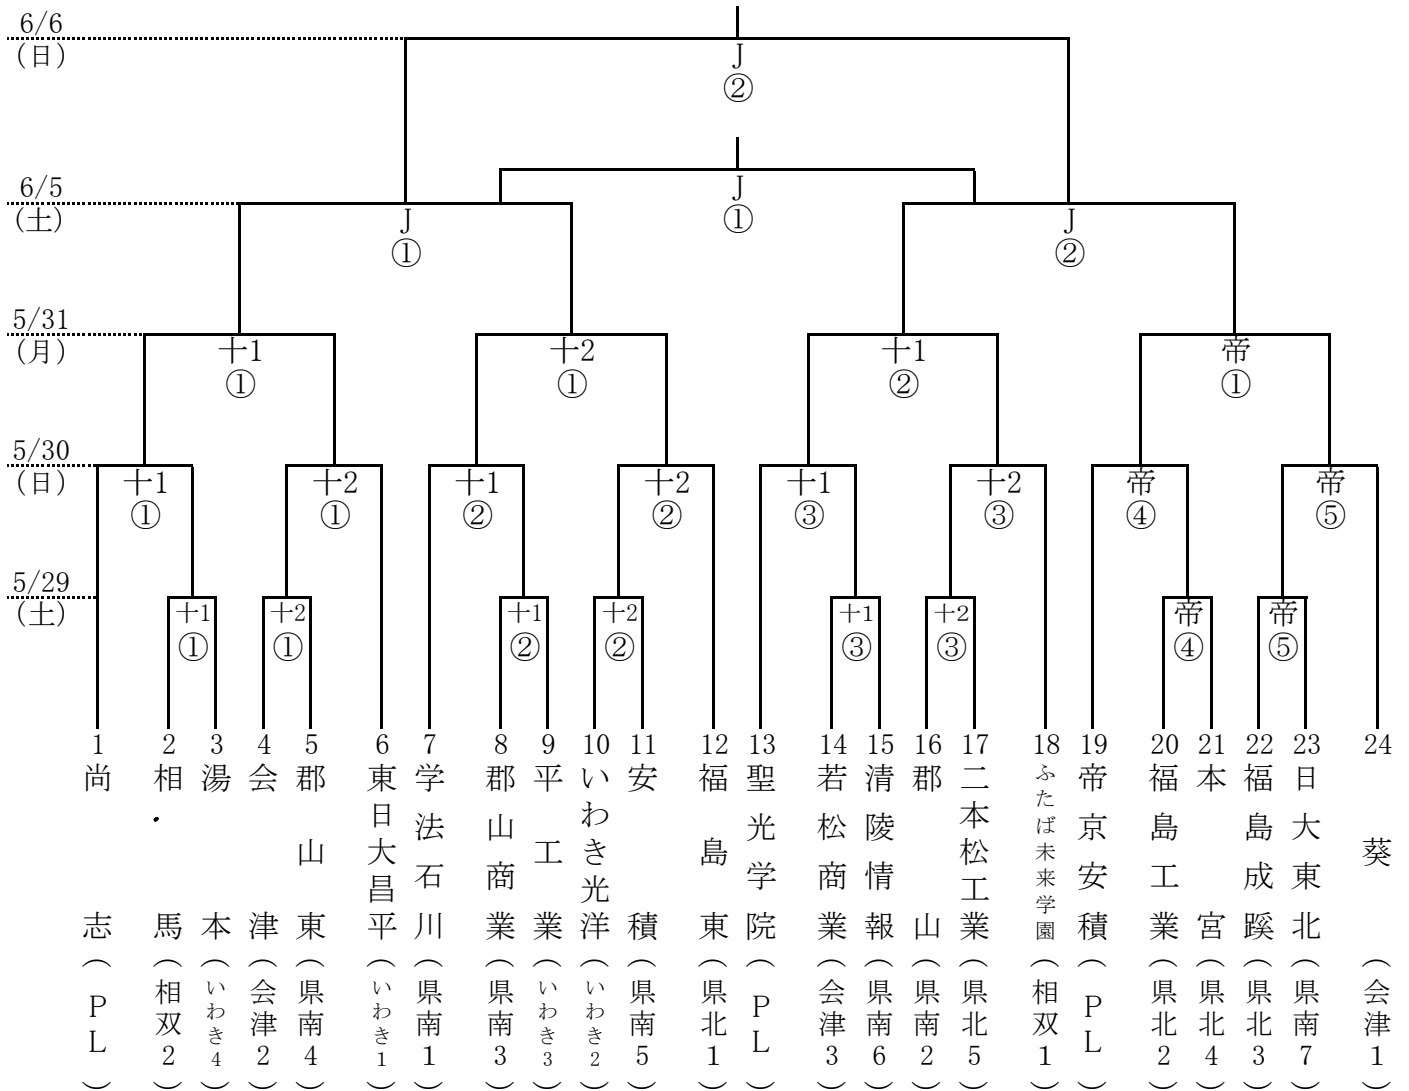 6/6
(日)
J
②
6/5
(土)
J
①
J
①
J
②
5/31
(月)
十1
①
十2
①
十1
②
帝
①
5/30
(日)
十1
①
十2
①
十1
②
十2
②
十1
③
十2
③
帝
④
帝
⑤
5/29
(土)
十1
①
十2
①
十1
②
十2
②
十1
③
十2
③
帝
④
帝
⑤
1 尚志(PL)
2 相馬(相双2)
3 湯本(いわき4)
4 会津(会津2)
5 郡山東(県南4)
6 東日大昌平(いわき1)
7 学法石川(県南1)
8 郡山商業(県南3)
9 平工業(いわき3)
10 いわき光洋(いわき2)
11 安積(県南5)
12 福島東(県北1)
13 聖光学院(PL)
14 若松商業(会津3)
15 清陵情報(県南6)
16 郡山(県南2)
17 二本松工業(県北5)
18 ふたば未来学園(相双1)
19 帝京安積(PL)
20 福島工業(県北2)
21 本宮(県北4)
22 福島成蹊(県北3)
23 日大東北(県南7)
24 葵(会津1)